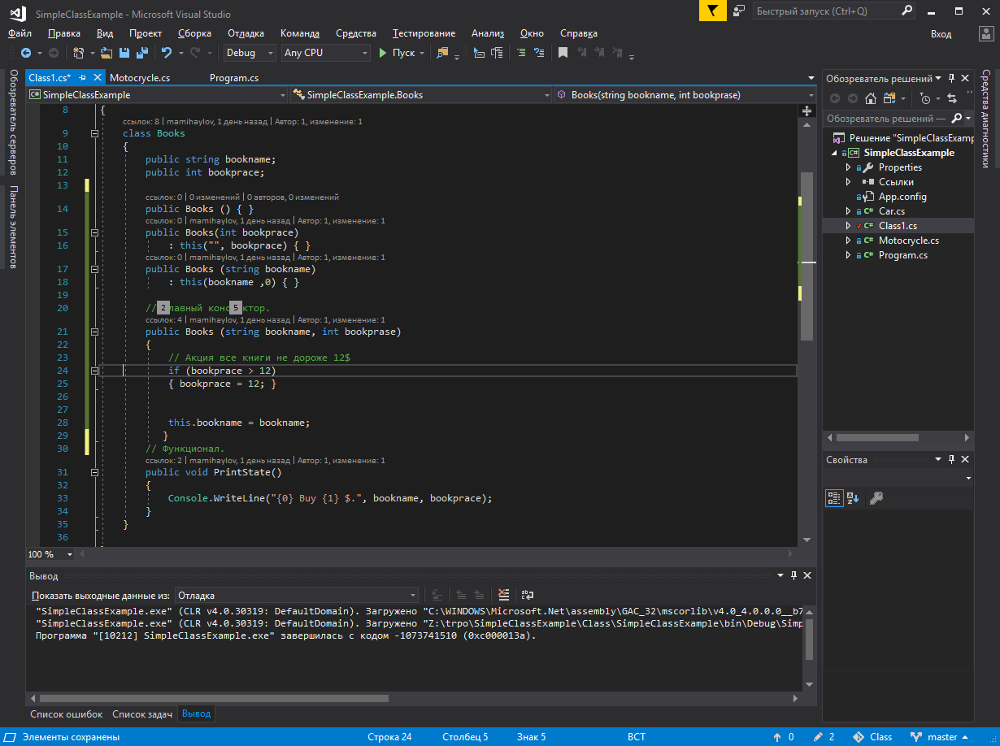 SimpleClassExample - Microsoft Visual Studio
Быстрый запуск (Ctrl+Q)
Файл Правка Вид Проект Сборка Отладка Команда Средства Тестирование Анализ Окно Справка Вход
Debug Any CPU Пуск
Обозреватель серверов
Панель элементов
Class1.cs* Motocrycle.cs Program.cs
SimpleClassExample SimpleClassExample.Books Books(string bookname, int bookprase)
8 {
ссылок: 8 | mamihaylov, 1 день назад | Автор: 1, изменение: 1
9 class Books
10 {
11 public string bookname;
12 public int bookprace;
13
ссылок: 0 | 0 изменений | 0 авторов, 0 изменений
14 public Books () { }
ссылок: 0 | mamihaylov, 1 день назад | Автор: 1, изменение: 1
15 public Books(int bookprace)
16 : this("", bookprace) { }
ссылок: 0 | mamihaylov, 1 день назад | Автор: 1, изменение: 1
17 public Books (string bookname)
18 : this(bookname ,0) { }
19
20 // 2 лавный конс 5 ктор.
ссылок: 4 | mamihaylov, 1 день назад | Автор: 1, изменение: 1
21 public Books (string bookname, int bookprase)
22 {
23 // Акция все книги не дороже 12$
24 if (bookprace > 12)
25 { bookprace = 12; }
26
27
28 this.bookname = bookname;
29 }
30 // Функционал.
ссылок: 2 | mamihaylov, 1 день назад | Автор: 1, изменение: 1
31 public void PrintState()
32 {
33 Console.WriteLine("{0} Buy {1} $.", bookname, bookprace);
34 }
35 }
36
100 %
Обозреватель решений
Обозреватель решений —
Решение "SimpleClassExamp
SimpleClassExample
Properties
Ссылки
App.config
Car.cs
Class1.cs
Motocrycle.cs
Program.cs
Средства диагностики
Свойства
Вывод
Показать выходные данные из: Отладка
"SimpleClassExample.exe" (CLR v4.0.30319: DefaultDomain). Загружено "C:\WINDOWS\Microsoft.Net\assembly\GAC_32\mscorlib\v4.0_4.0.0.0__b7
"SimpleClassExample.exe" (CLR v4.0.30319: DefaultDomain). Загружено "Z:\trpo\SimpleClassExample\Class\SimpleClassExample\bin\Debug\Simp
Программа "[10212] SimpleClassExample.exe" завершилась с кодом -1073741510 (0xc000013a).
Список ошибок Список задач Вывод
Элементы сохранены Строка 24 Столбец 5 Знак 5 ВСТ 0 2 Class master